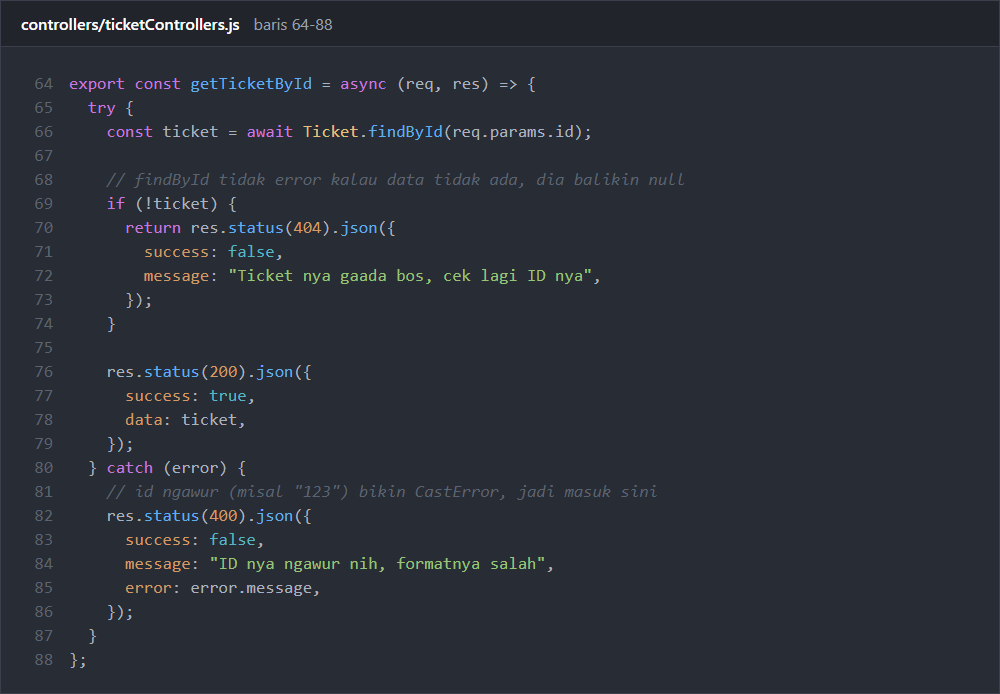 controllers/ticketControllers.js baris 64-88
64 export const getTicketById = async (req, res) => {
65   try {
66     const ticket = await Ticket.findById(req.params.id);
67
68     // findById tidak error kalau data tidak ada, dia balikin null
69     if (!ticket) {
70       return res.status(404).json({
71         success: false,
72         message: "Ticket nya gaada bos, cek lagi ID nya",
73       });
74     }
75
76     res.status(200).json({
77       success: true,
78       data: ticket,
79     });
80   } catch (error) {
81     // id ngawur (misal "123") bikin CastError, jadi masuk sini
82     res.status(400).json({
83       success: false,
84       message: "ID nya ngawur nih, formatnya salah",
85       error: error.message,
86     });
87   }
88 };